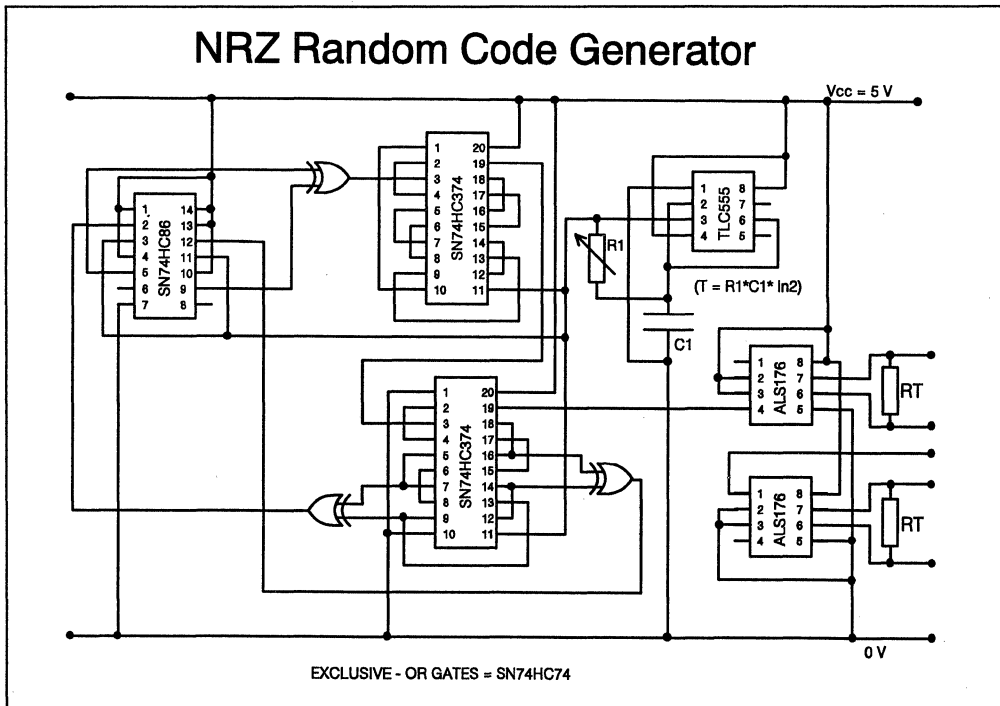 NRZ Random Code Generator
Vcc = 5 V
1 20
2 19
3 18
4 17
5 16
6 15
7 14
8 13
9 12
10 11
SN74HC374
1 14
2 13
3 12
4 11
5 10
6 9
7 8
SN74HC86
1 8
2 7
3 6
4 5
TLC555
R1
(T = R1*C1* ln2)
C1
1 8
2 7
3 6
4 5
ALS176
RT
1 20
2 19
3 18
4 17
5 16
6 15
7 14
8 13
9 12
10 11
SN74HC374
1 8
2 7
3 6
4 5
ALS176
RT
0 V
EXCLUSIVE - OR GATES = SN74HC74